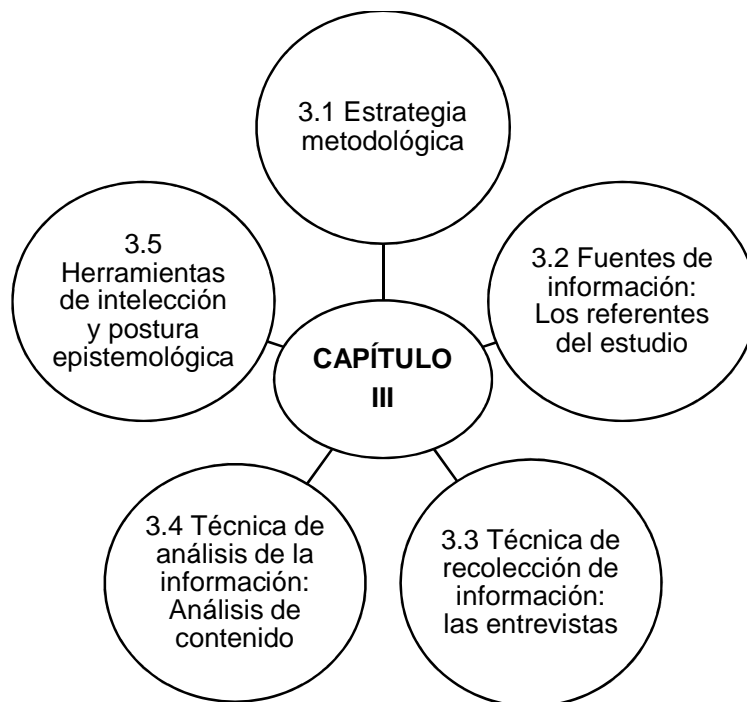 3.1 Estrategia
metodológica
3.2 Fuentes de
información:
Los referentes
del estudio
3.3 Técnica de
recolección de
información:
las entrevistas
3.4 Técnica de
análisis de la
información:
Análisis de
contenido
3.5
Herramientas
de intelección
y postura
epistemológica
CAPÍTULO
III